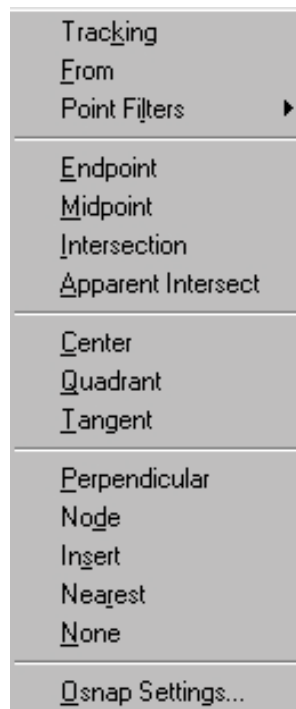 Tracking
From
Point Filters
Endpoint
Midpoint
Intersection
Apparent Intersect
Center
Quadrant
Tangent
Perpendicular
Node
Insert
Nearest
None
Osnap Settings...